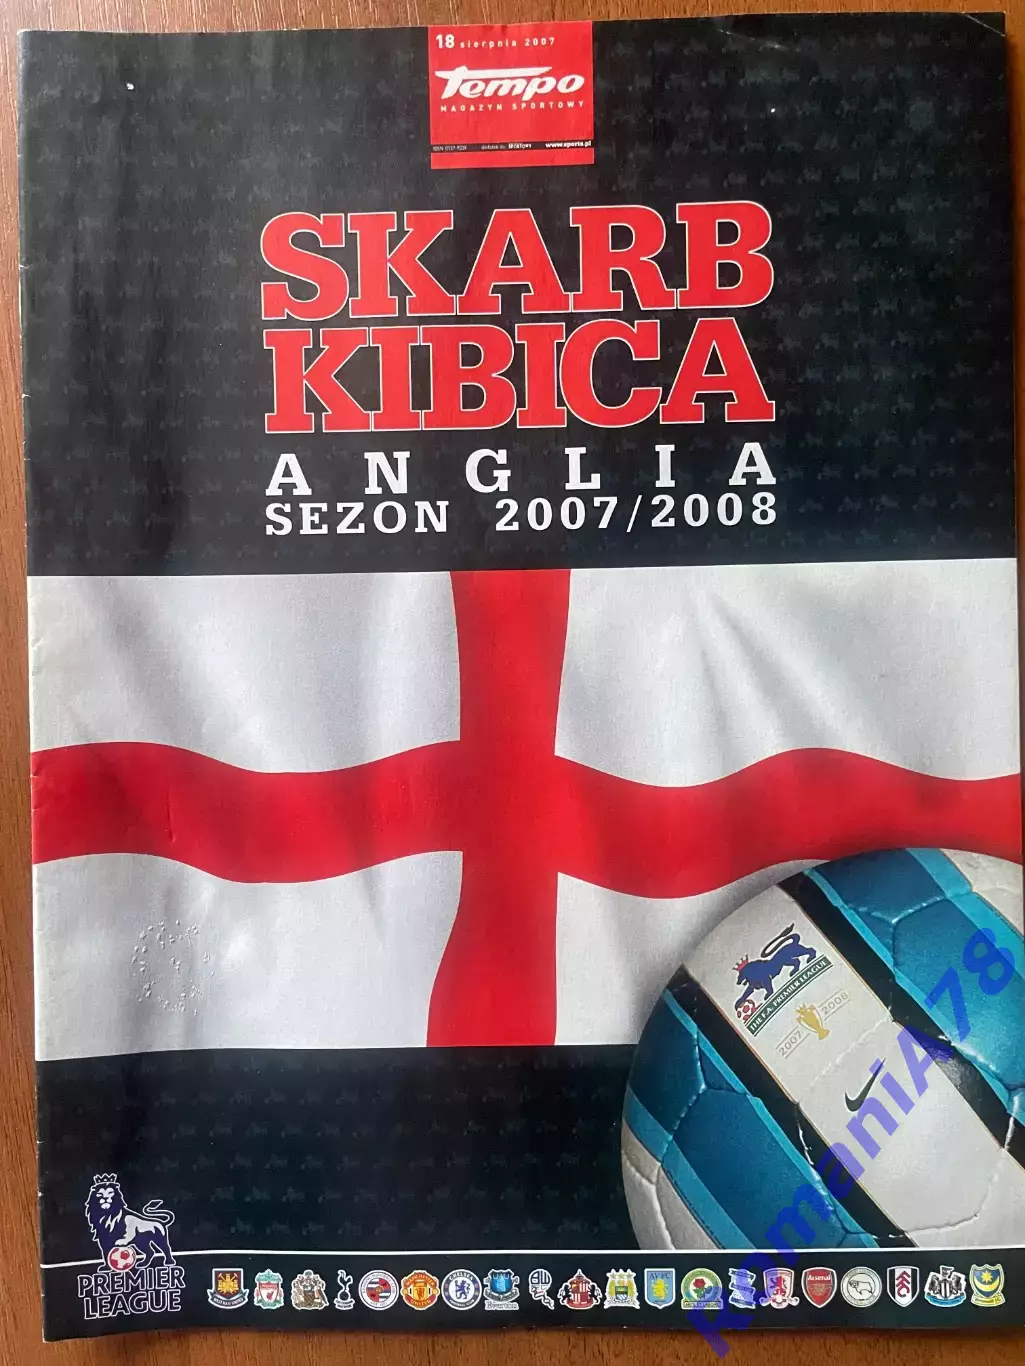 18 sierpnia 2007
Tempo
MAGAZYN SPORTOWY
www.sports.pl
SKARB
KIBICA
ANGLIA
SEZON 2007/2008
THE F.A. PREMIER LEAGUE
2007 2008
PREMIER
LEAGUE
Arsenal
Everton
RomaniA78